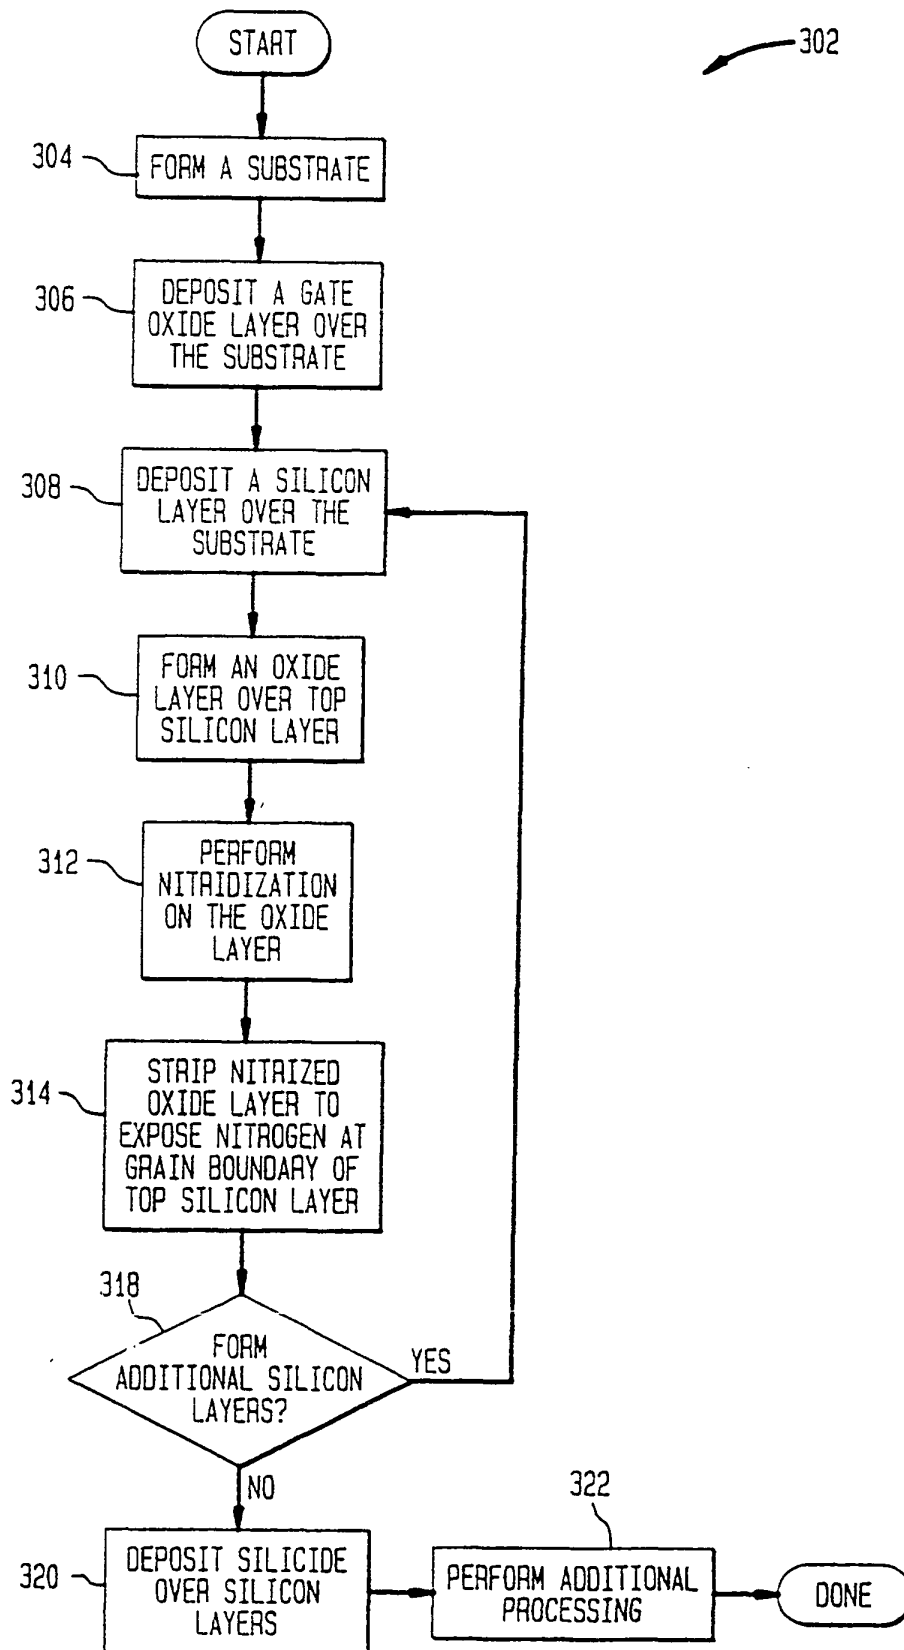 START
302
304
FORM A SUBSTRATE
306
DEPOSIT A GATE
OXIDE LAYER OVER
THE SUBSTRATE
308
DEPOSIT A SILICON
LAYER OVER THE
SUBSTRATE
310
FORM AN OXIDE
LAYER OVER TOP
SILICON LAYER
312
PERFORM
NITRIDIZATION
ON THE OXIDE
LAYER
314
STRIP NITRIZED
OXIDE LAYER TO
EXPOSE NITROGEN AT
GRAIN BOUNDARY OF
TOP SILICON LAYER
318
FORM
ADDITIONAL SILICON
LAYERS?
YES
NO
320
DEPOSIT SILICIDE
OVER SILICON
LAYERS
322
PERFORM ADDITIONAL
PROCESSING
DONE